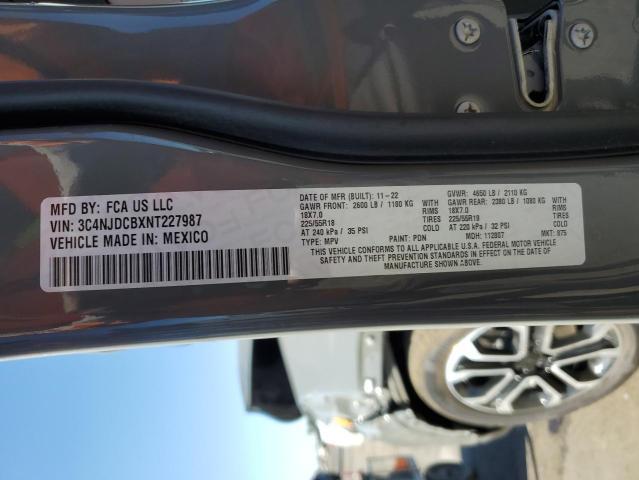 MFD BY: FCA US LLC
VIN: 3C4NJDCBXNT227987
VEHICLE MADE IN: MEXICO
DATE OF MFR (BUILT): 11-22 GVWR: 4650 LB / 2110 KG
GAWR FRONT: 2600 LB / 1180 KG GAWR REAR: 2380 LB / 1080 KG
18X7.0 RIMS 18X7.0 RIMS
225/55R18 TIRES 225/55R18 TIRES
AT 240 kPa / 35 PSI COLD AT 220 kPa / 32 PSI COLD
TYPE: MPV PAINT: PDN MDH: 112807 MKT: 875
THIS VEHICLE CONFORMS TO ALL APPLICABLE U.S.A. FEDERAL MOTOR VEHICLE
SAFETY AND THEFT PREVENTION STANDARDS IN EFFECT ON THE DATE OF
MANUFACTURE SHOWN ABOVE.